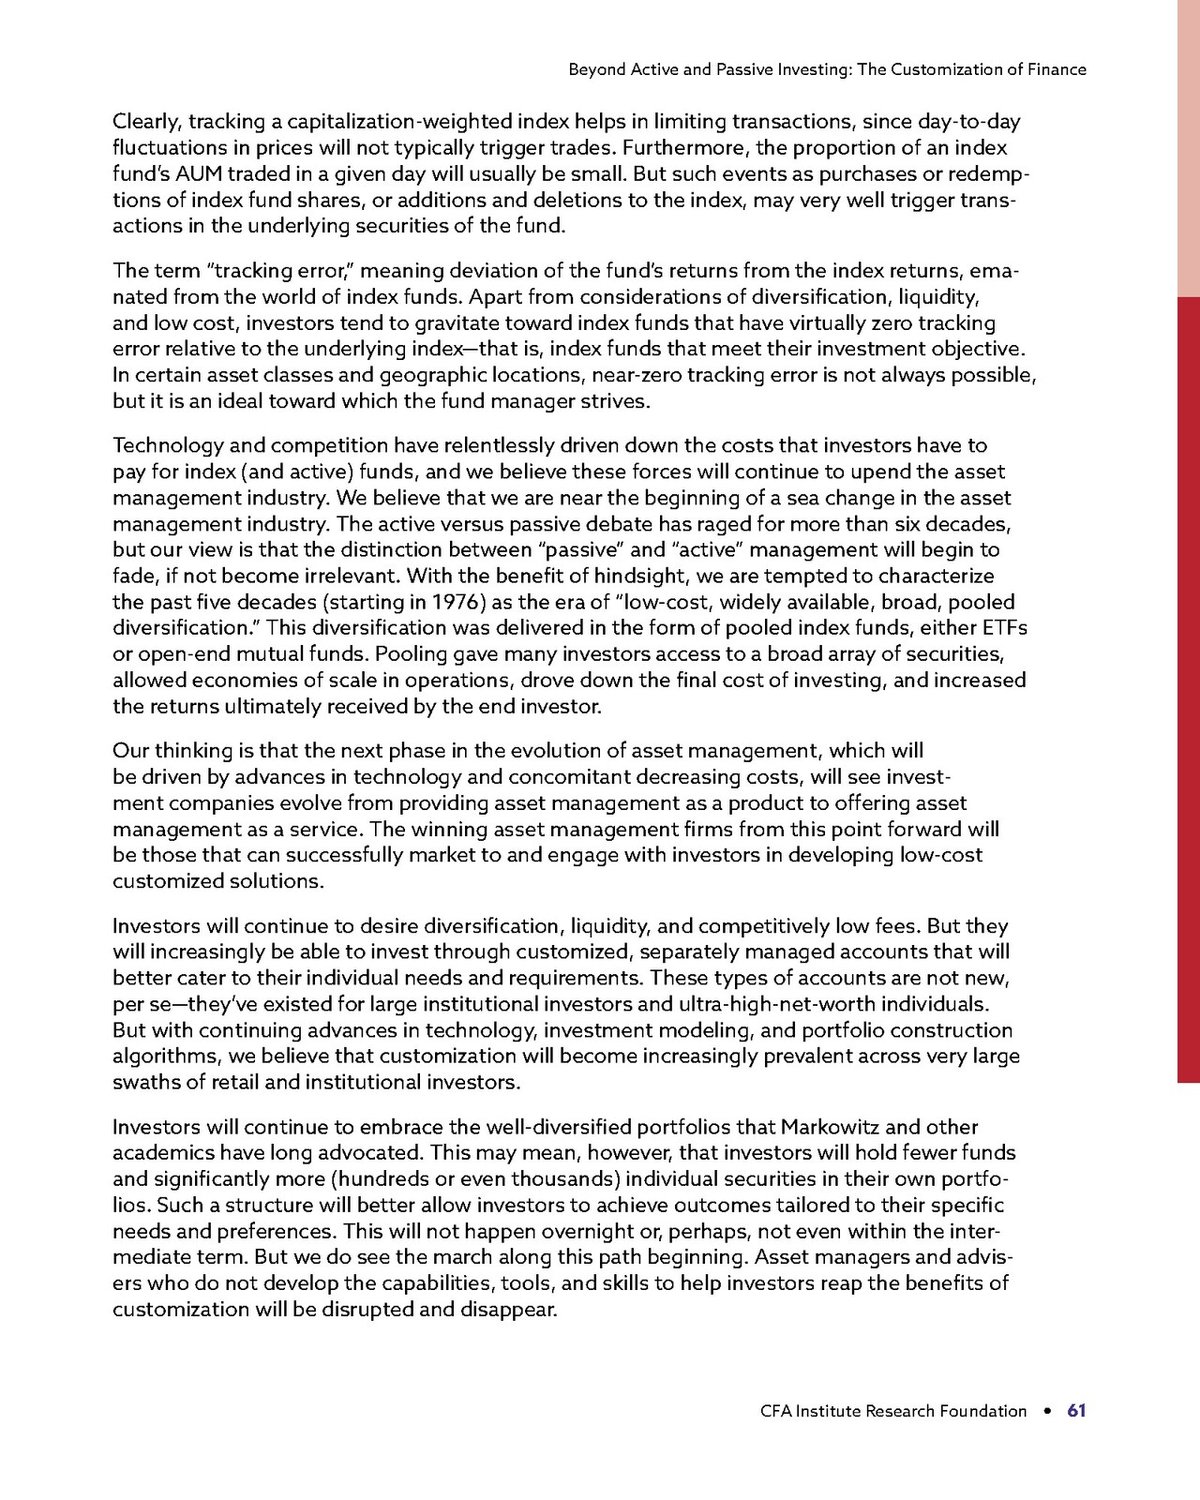 Beyond Active and Passive Investing: The Customization of Finance
Clearly, tracking a capitalization-weighted index helps in limiting transactions, since day-to-day
fluctuations in prices will not typically trigger trades. Furthermore, the proportion of an index
fund’s AUM traded in a given day will usually be small. But such events as purchases or redemp-
tions of index fund shares, or additions and deletions to the index, may very well trigger trans-
actions in the underlying securities of the fund.
The term “tracking error,” meaning deviation of the fund’s returns from the index returns, ema-
nated from the world of index funds. Apart from considerations of diversification, liquidity,
and low cost, investors tend to gravitate toward index funds that have virtually zero tracking
error relative to the underlying index—that is, index funds that meet their investment objective.
In certain asset classes and geographic locations, near-zero tracking error is not always possible,
but it is an ideal toward which the fund manager strives.
Technology and competition have relentlessly driven down the costs that investors have to
pay for index (and active) funds, and we believe these forces will continue to upend the asset
management industry. We believe that we are near the beginning of a sea change in the asset
management industry. The active versus passive debate has raged for more than six decades,
but our view is that the distinction between “passive” and “active” management will begin to
fade, if not become irrelevant. With the benefit of hindsight, we are tempted to characterize
the past five decades (starting in 1976) as the era of “low-cost, widely available, broad, pooled
diversification.” This diversification was delivered in the form of pooled index funds, either ETFs
or open-end mutual funds. Pooling gave many investors access to a broad array of securities,
allowed economies of scale in operations, drove down the final cost of investing, and increased
the returns ultimately received by the end investor.
Our thinking is that the next phase in the evolution of asset management, which will
be driven by advances in technology and concomitant decreasing costs, will see invest-
ment companies evolve from providing asset management as a product to offering asset
management as a service. The winning asset management firms from this point forward will
be those that can successfully market to and engage with investors in developing low-cost
customized solutions.
Investors will continue to desire diversification, liquidity, and competitively low fees. But they
will increasingly be able to invest through customized, separately managed accounts that will
better cater to their individual needs and requirements. These types of accounts are not new,
per se—they’ve existed for large institutional investors and ultra-high-net-worth individuals.
But with continuing advances in technology, investment modeling, and portfolio construction
algorithms, we believe that customization will become increasingly prevalent across very large
swaths of retail and institutional investors.
Investors will continue to embrace the well-diversified portfolios that Markowitz and other
academics have long advocated. This may mean, however, that investors will hold fewer funds
and significantly more (hundreds or even thousands) individual securities in their own portfo-
lios. Such a structure will better allow investors to achieve outcomes tailored to their specific
needs and preferences. This will not happen overnight or, perhaps, not even within the inter-
mediate term. But we do see the march along this path beginning. Asset managers and advis-
ers who do not develop the capabilities, tools, and skills to help investors reap the benefits of
customization will be disrupted and disappear.
CFA Institute Research Foundation • 61